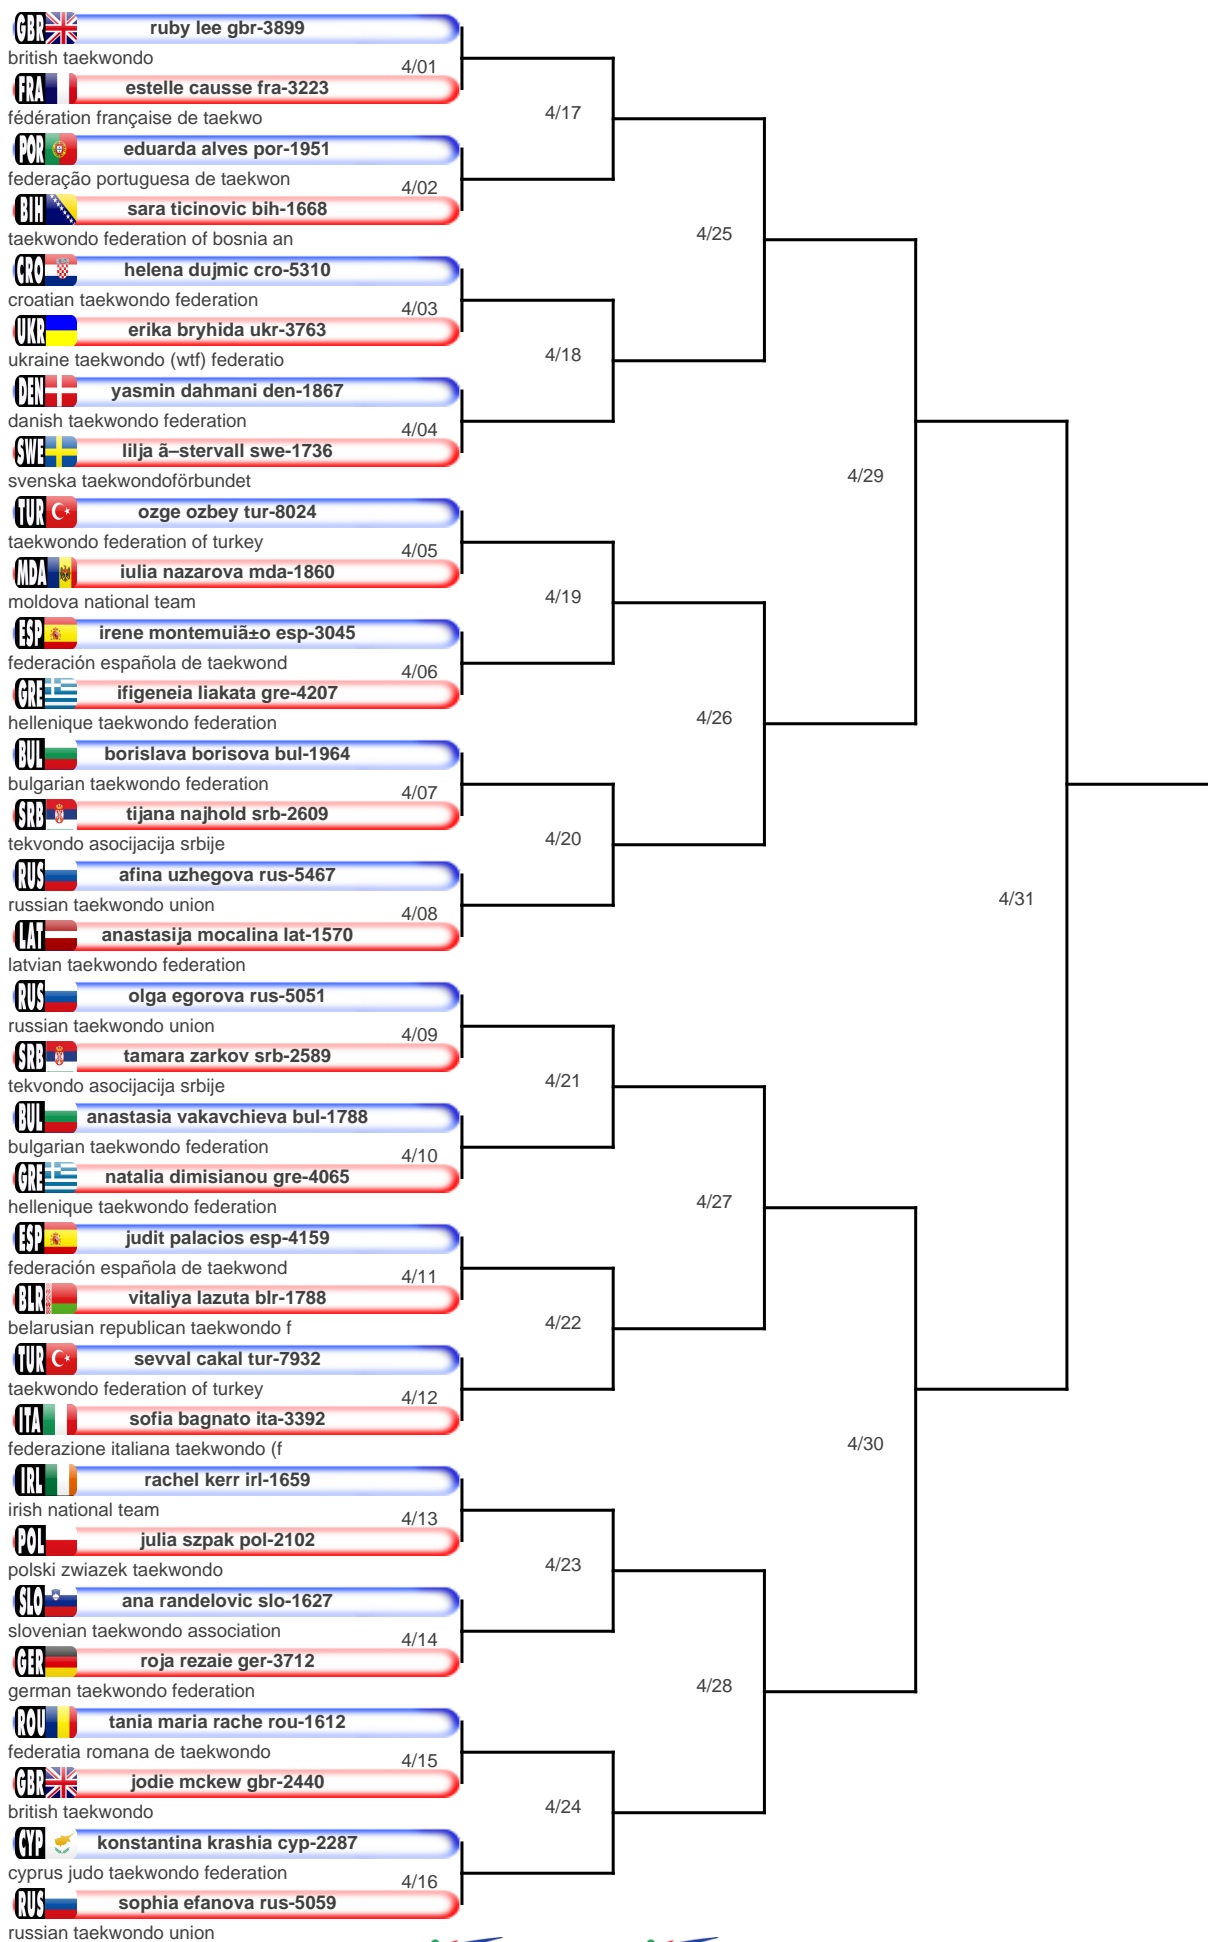 GBR ruby lee gbr-3899
british taekwondo
4/01
FRA estelle causse fra-3223
fédération française de taekwo
4/17
POR eduarda alves por-1951
federação portuguesa de taekwon
4/02
BIH sara ticinovic bih-1668
taekwondo federation of bosnia an
4/25
CRO helena dujmic cro-5310
croatian taekwondo federation
4/03
UKR erika bryhida ukr-3763
ukraine taekwondo (wtf) federatio
4/18
DEN yasmin dahmani den-1867
danish taekwondo federation
4/04
SWE lilja ã–stervall swe-1736
svenska taekwondoförbundet
4/29
TUR ozge ozbey tur-8024
taekwondo federation of turkey
4/05
MDA iulia nazarova mda-1860
moldova national team
4/19
ESP irene montemuiã±o esp-3045
federación española de taekwond
4/06
GRE ifigeneia liakata gre-4207
hellenique taekwondo federation
4/26
BUL borislava borisova bul-1964
bulgarian taekwondo federation
4/07
SRB tijana najhold srb-2609
tekvondo asocijacija srbije
4/20
RUS afina uzhegova rus-5467
russian taekwondo union
4/08
LAT anastasija mocalina lat-1570
latvian taekwondo federation
4/31
RUS olga egorova rus-5051
russian taekwondo union
4/09
SRB tamara zarkov srb-2589
tekvondo asocijacija srbije
4/21
BUL anastasia vakavchieva bul-1788
bulgarian taekwondo federation
4/10
GRE natalia dimisianou gre-4065
hellenique taekwondo federation
4/27
ESP judit palacios esp-4159
federación española de taekwond
4/11
BLR vitaliya lazuta blr-1788
belarusian republican taekwondo f
4/22
TUR sevval cakal tur-7932
taekwondo federation of turkey
4/12
ITA sofia bagnato ita-3392
federazione italiana taekwondo (f
4/30
IRL rachel kerr irl-1659
irish national team
4/13
POL julia szpak pol-2102
polski zwiazek taekwondo
4/23
SLO ana randelovic slo-1627
slovenian taekwondo association
4/14
GER roja rezaie ger-3712
german taekwondo federation
4/28
ROU tania maria rache rou-1612
federatia romana de taekwondo
4/15
GBR jodie mckew gbr-2440
british taekwondo
4/24
CYP konstantina krashia cyp-2287
cyprus judo taekwondo federation
4/16
RUS sophia efanova rus-5059
russian taekwondo union